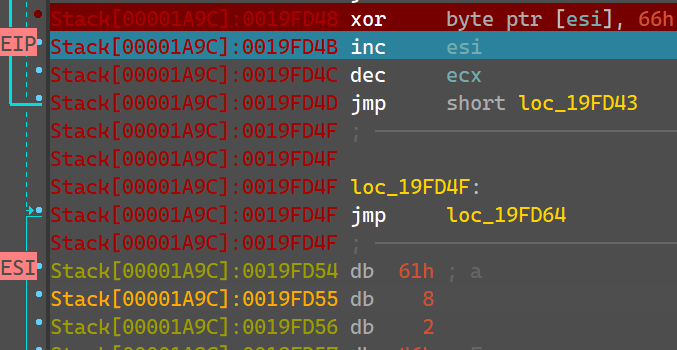 Stack[00001A9C]:0019FD48 xor byte ptr [esi], 66h
EIP Stack[00001A9C]:0019FD4B inc esi
Stack[00001A9C]:0019FD4C dec ecx
Stack[00001A9C]:0019FD4D jmp short loc_19FD43
Stack[00001A9C]:0019FD4F ;
Stack[00001A9C]:0019FD4F
Stack[00001A9C]:0019FD4F loc_19FD4F:
Stack[00001A9C]:0019FD4F jmp loc_19FD64
Stack[00001A9C]:0019FD4F ;
ESI Stack[00001A9C]:0019FD54 db 61h ; a
Stack[00001A9C]:0019FD55 db 8
Stack[00001A9C]:0019FD56 db 2